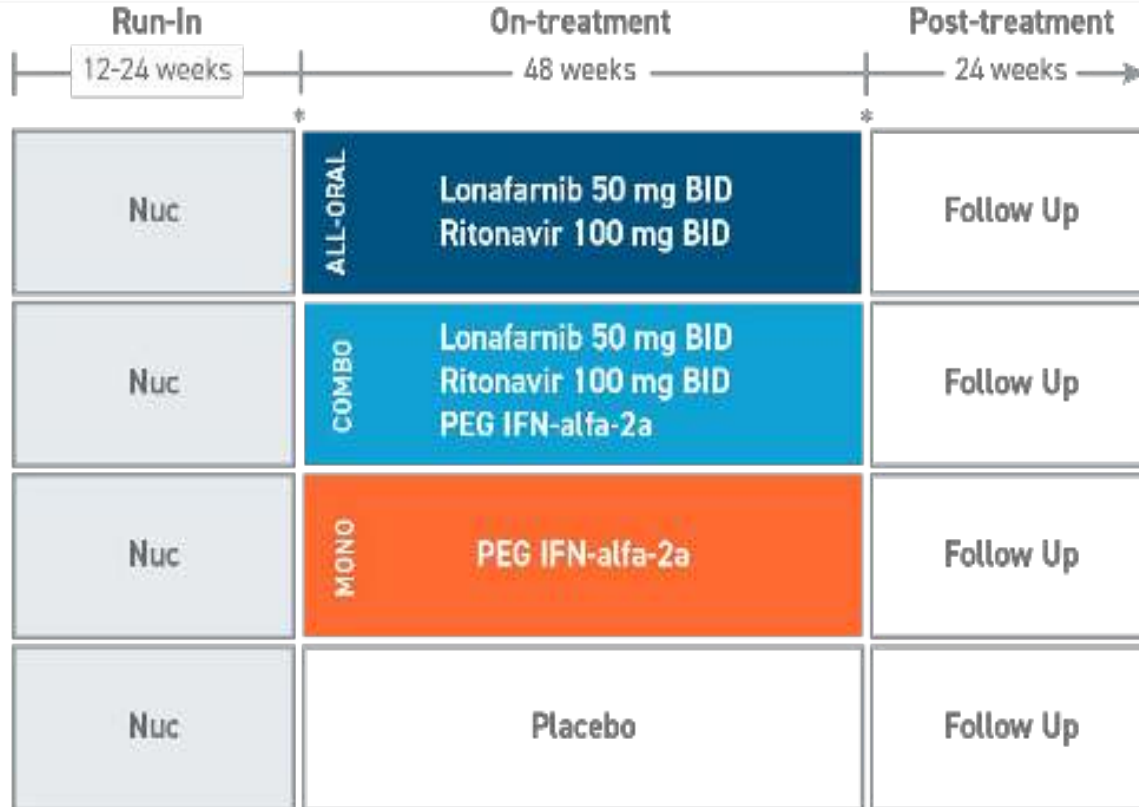 Run-In
On-treatment
Post-treatment
12-24 weeks
48 weeks
24 weeks
*
*
Nuc
ALL-ORAL
Lonafarnib 50 mg BID
Ritonavir 100 mg BID
Follow Up
Nuc
COMBO
Lonafarnib 50 mg BID
Ritonavir 100 mg BID
PEG IFN-alfa-2a
Follow Up
Nuc
MONO
PEG IFN-alfa-2a
Follow Up
Nuc
Placebo
Follow Up